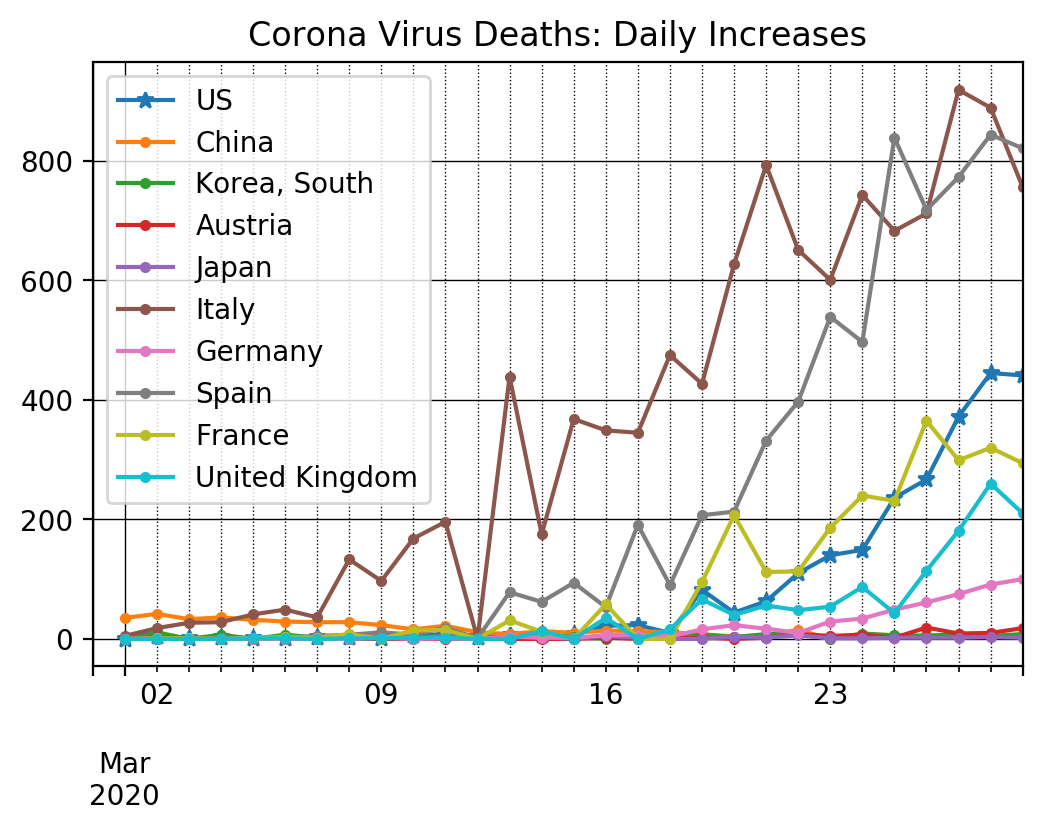 Corona Virus Deaths: Daily Increases
US
China
Korea, South
Austria
Japan
Italy
Germany
Spain
France
United Kingdom
800
600
400
200
0
02 09 16 23
Mar
2020